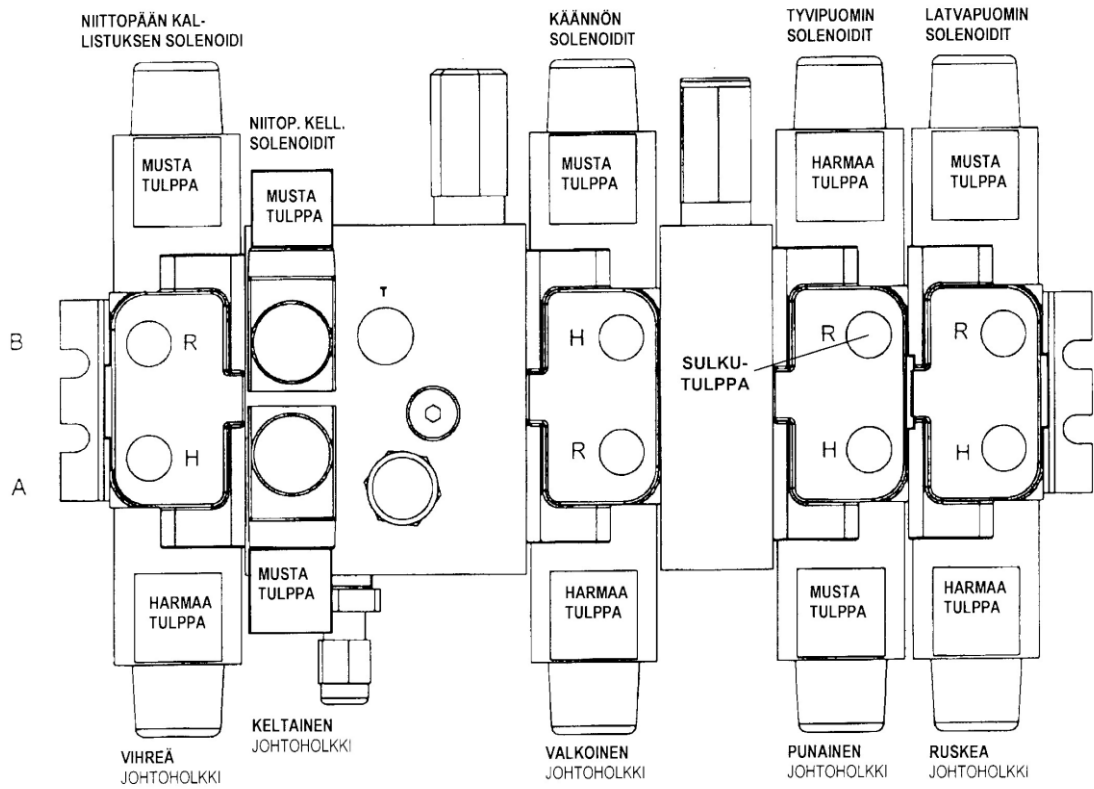 NIITTOPÄÄN KAL-
LISTUKSEN SOLENOIDI
KÄÄNNÖN
SOLENOIDIT
TYVIPUOMIN
SOLENOIDIT
LATVAPUOMIN
SOLENOIDIT
NIITOP. KELL.
SOLENOIDIT
MUSTA
TULPPA
MUSTA
TULPPA
MUSTA
TULPPA
HARMAA
TULPPA
MUSTA
TULPPA
T
B
R
H
R
R
SULKU-
TULPPA
A
H
R
H
H
HARMAA
TULPPA
MUSTA
TULPPA
HARMAA
TULPPA
MUSTA
TULPPA
HARMAA
TULPPA
VIHREÄ
JOHTOHOLKKI
KELTAINEN
JOHTOHOLKKI
VALKOINEN
JOHTOHOLKKI
PUNAINEN
JOHTOHOLKKI
RUSKEA
JOHTOHOLKKI